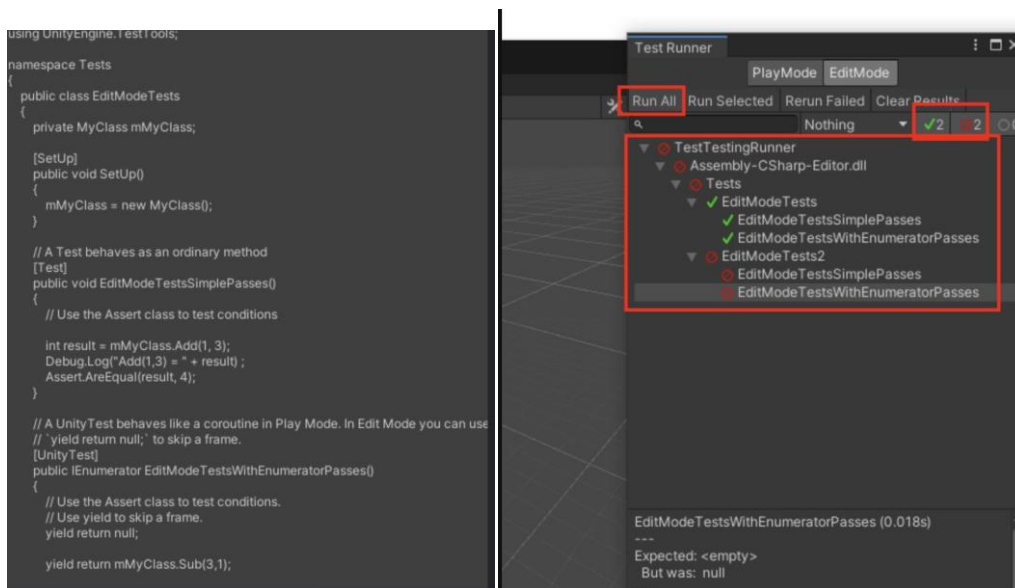 using UnityEngine.TestTools;
namespace Tests
{
public class EditModeTests
{
private MyClass mMyClass;
[SetUp]
public void SetUp()
{
mMyClass = new MyClass();
}
// A Test behaves as an ordinary method
[Test]
public void EditModeTestsSimplePasses()
{
// Use the Assert class to test conditions
int result = mMyClass.Add(1, 3);
Debug.Log("Add(1,3) = " + result) ;
Assert.AreEqual(result, 4);
}
// A UnityTest behaves like a coroutine in Play Mode. In Edit Mode you can use
// `yield return null;` to skip a frame.
[UnityTest]
public IEnumerator EditModeTestsWithEnumeratorPasses()
{
// Use the Assert class to test conditions.
// Use yield to skip a frame.
yield return null;
yield return mMyClass.Sub(3,1);
Test Runner
PlayMode EditMode
Run All Run Selected Rerun Failed Clear Results
Nothing 2 2
TestTestingRunner
Assembly-CSharp-Editor.dll
Tests
EditModeTests
EditModeTestsSimplePasses
EditModeTestsWithEnumeratorPasses
EditModeTests2
EditModeTestsSimplePasses
EditModeTestsWithEnumeratorPasses
EditModeTestsWithEnumeratorPasses (0.018s)
---
Expected: <empty>
But was: null